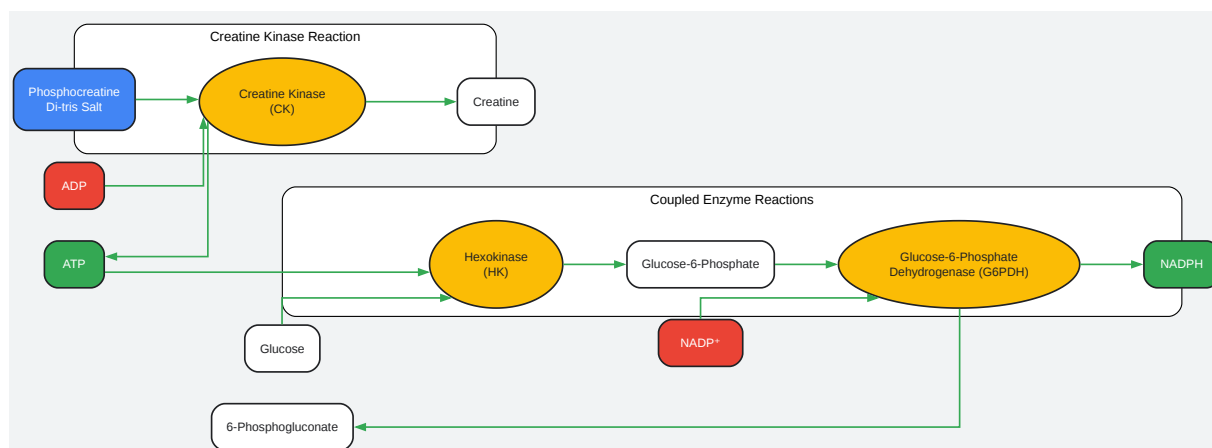 Creatine Kinase Reaction
Phosphocreatine
Di-tris Salt
Creatine Kinase
(CK)
Creatine
ADP
ATP
Coupled Enzyme Reactions
Hexokinase
(HK)
Glucose-6-Phosphate
Glucose-6-Phosphate
Dehydrogenase (G6PDH)
NADPH
Glucose
NADP⁺
6-Phosphogluconate